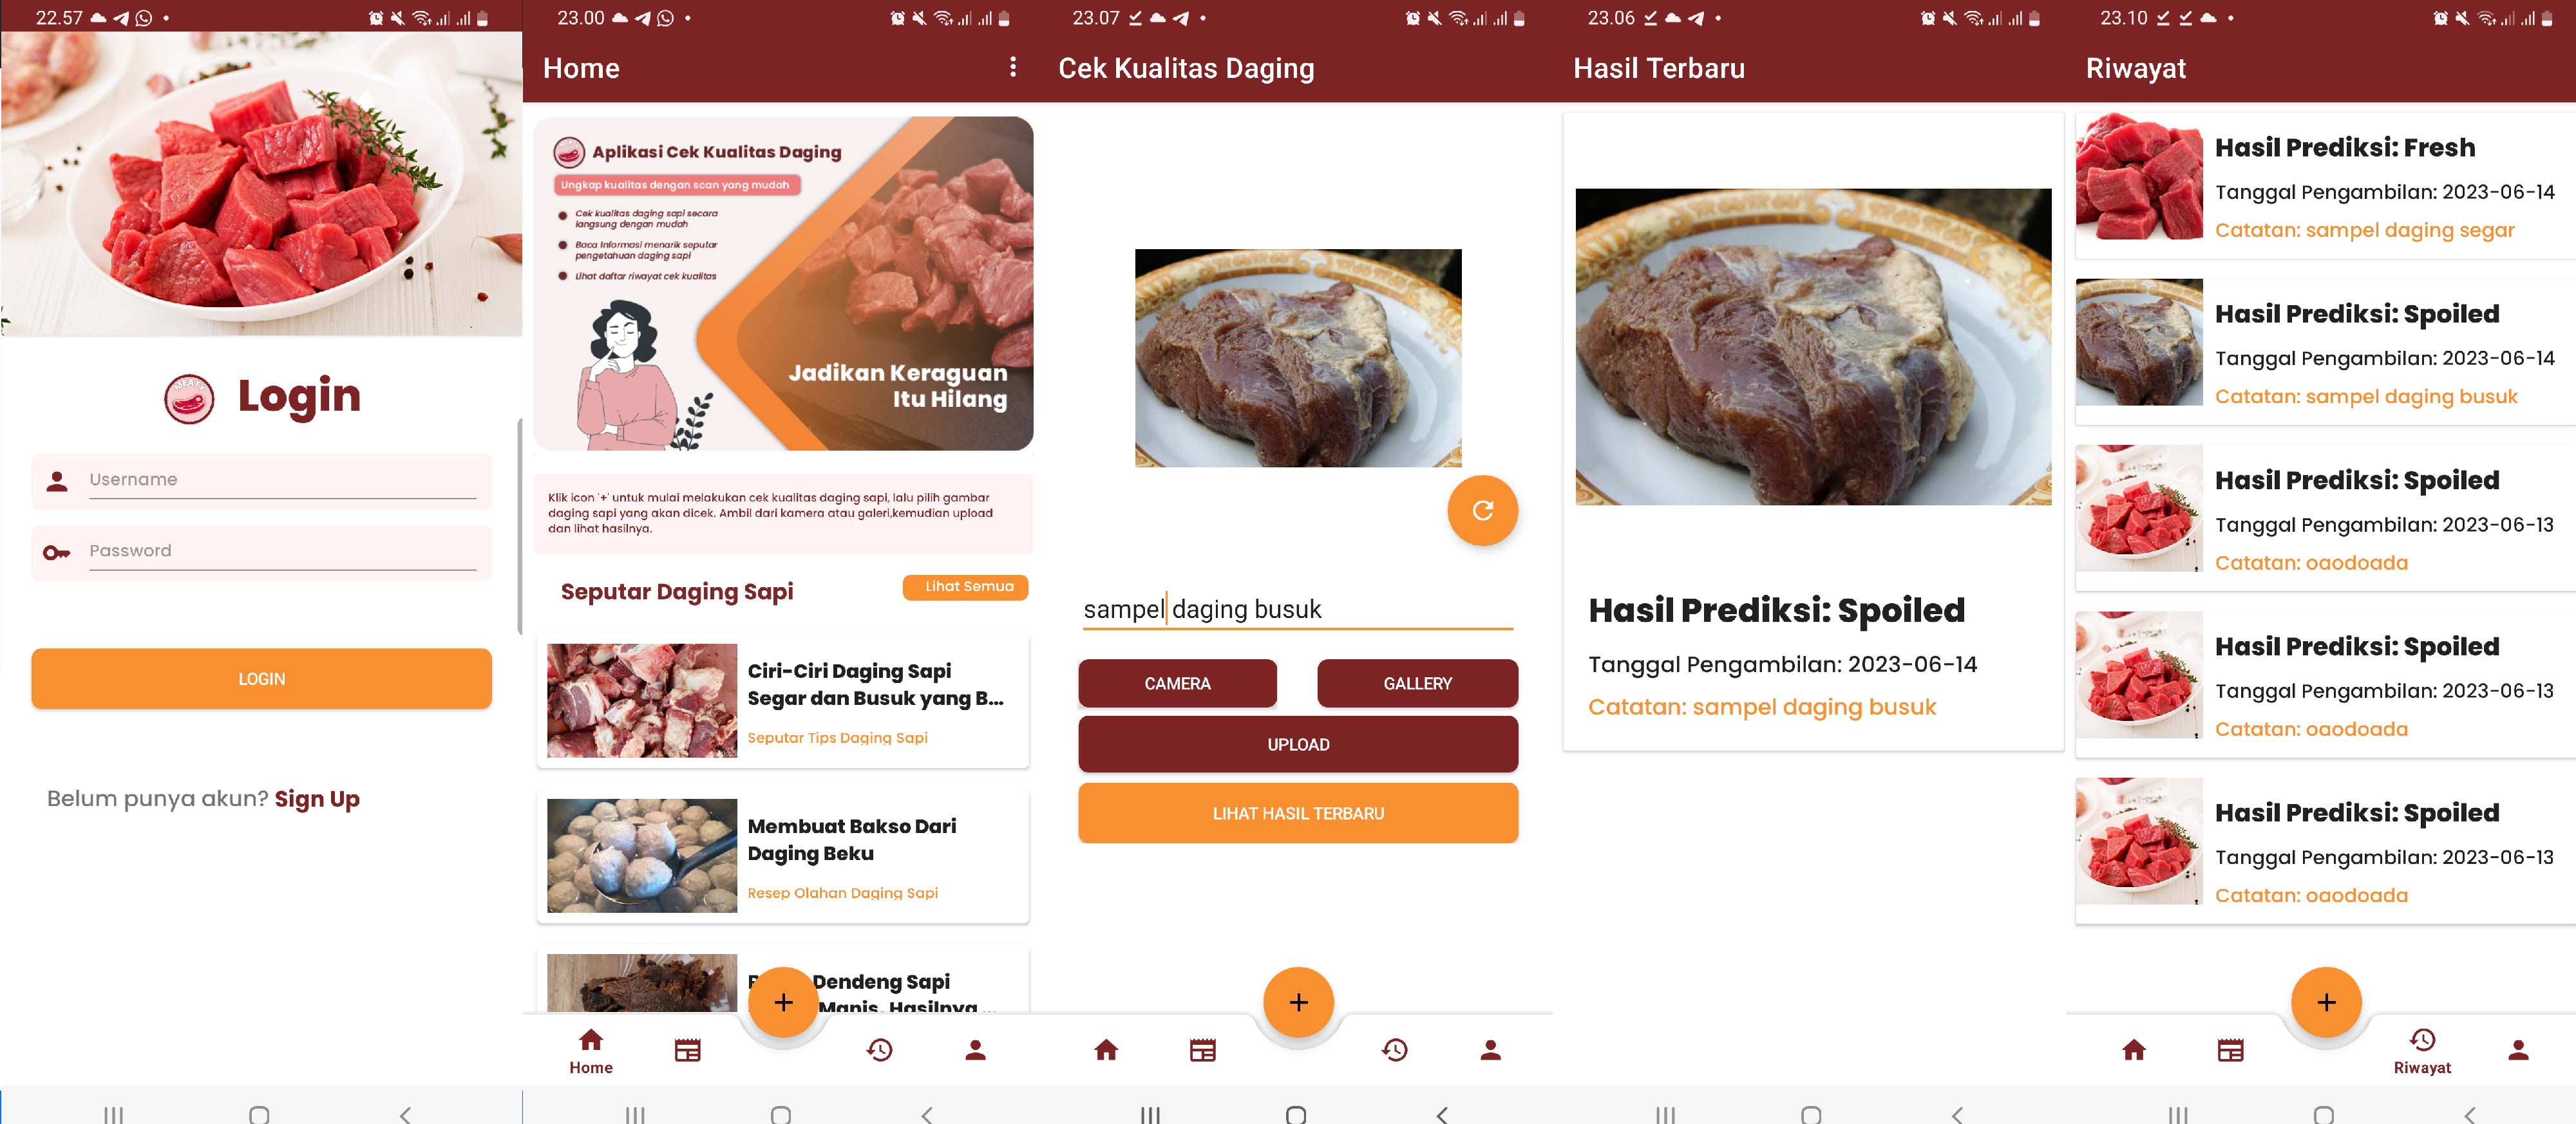 22.57
MEATY
Login
Username
Password
LOGIN
Belum punya akun? Sign Up
23.00
Home
Aplikasi Cek Kualitas Daging
Ungkap kualitas dengan scan yang mudah
Cek kualitas daging sapi secara
langsung dengan mudah
Baca Informasi menarik seputar
pengetahuan daging sapi
Lihat daftar riwayat cek kualitas
Jadikan Keraguan
Itu Hilang
Klik icon '+' untuk mulai melakukan cek kualitas daging sapi, lalu pilih gambar
daging sapi yang akan dicek. Ambil dari kamera atau galeri,kemudian upload
dan lihat hasilnya.
Seputar Daging Sapi
Lihat Semua
Ciri-Ciri Daging Sapi
Segar dan Busuk yang B...
Seputar Tips Daging Sapi
Membuat Bakso Dari
Daging Beku
Resep Olahan Daging Sapi
Dendeng Sapi
Manis, Hasilnya ...
+
Home
23.07
Cek Kualitas Daging
sampel daging busuk
CAMERA
GALLERY
UPLOAD
LIHAT HASIL TERBARU
+
23.06
Hasil Terbaru
Hasil Prediksi: Spoiled
Tanggal Pengambilan: 2023-06-14
Catatan: sampel daging busuk
23.10
Riwayat
Hasil Prediksi: Fresh
Tanggal Pengambilan: 2023-06-14
Catatan: sampel daging segar
Hasil Prediksi: Spoiled
Tanggal Pengambilan: 2023-06-14
Catatan: sampel daging busuk
Hasil Prediksi: Spoiled
Tanggal Pengambilan: 2023-06-13
Catatan: oaodoada
Hasil Prediksi: Spoiled
Tanggal Pengambilan: 2023-06-13
Catatan: oaodoada
Hasil Prediksi: Spoiled
Tanggal Pengambilan: 2023-06-13
Catatan: oaodoada
+
Riwayat